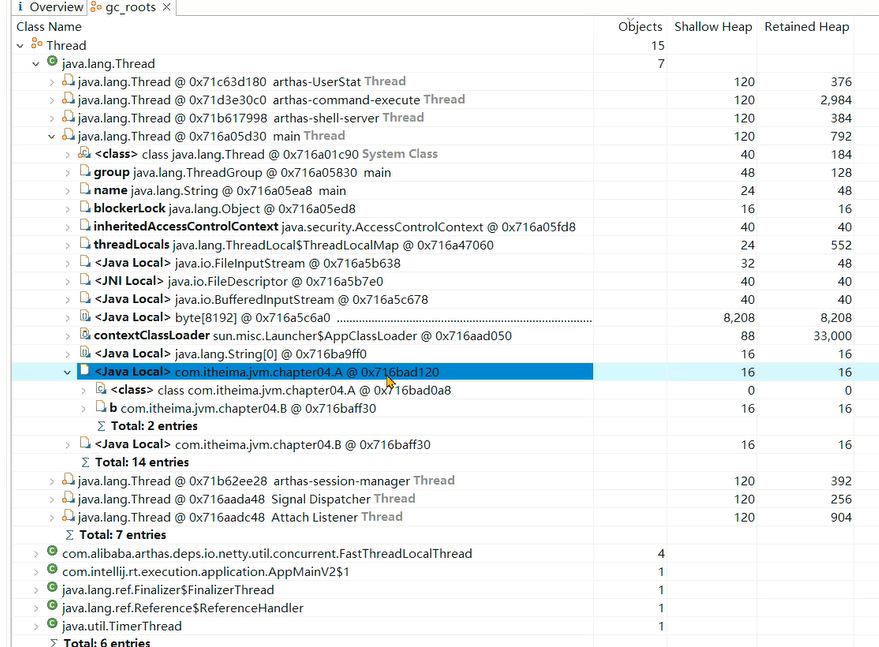 i Overview gc_roots
Class Name Objects Shallow Heap Retained Heap
Thread 15
java.lang.Thread 7
java.lang.Thread @ 0x71c63d180 arthas-UserStat Thread 120 376
java.lang.Thread @ 0x71d3e30c0 arthas-command-execute Thread 120 2,984
java.lang.Thread @ 0x71b617998 arthas-shell-server Thread 120 384
java.lang.Thread @ 0x716a05d30 main Thread 120 792
<class> class java.lang.Thread @ 0x716a01c90 System Class 40 184
group java.lang.ThreadGroup @ 0x716a05830 main 48 128
name java.lang.String @ 0x716a05ea8 main 24 48
blockerLock java.lang.Object @ 0x716a05ed8 16 16
inheritedAccessControlContext java.security.AccessControlContext @ 0x716a05fd8 40 40
threadLocals java.lang.ThreadLocal$ThreadLocalMap @ 0x716a47060 24 552
<Java Local> java.io.FileInputStream @ 0x716a5b638 32 48
<JNI Local> java.io.FileDescriptor @ 0x716a5b7e0 40 40
<Java Local> java.io.BufferedInputStream @ 0x716a5c678 40 40
<Java Local> byte[8192] @ 0x716a5c6a0 ................................................................ 8,208 8,208
contextClassLoader sun.misc.Launcher$AppClassLoader @ 0x716aad050 88 33,000
<Java Local> java.lang.String[0] @ 0x716ba9ff0 16 16
<Java Local> com.itheima.jvm.chapter04.A @ 0x716bad120 16 16
<class> class com.itheima.jvm.chapter04.A @ 0x716bad0a8 0 0
b com.itheima.jvm.chapter04.B @ 0x716baff30 16 16
Σ Total: 2 entries
<Java Local> com.itheima.jvm.chapter04.B @ 0x716baff30 16 16
Σ Total: 14 entries
java.lang.Thread @ 0x71b62ee28 arthas-session-manager Thread 120 392
java.lang.Thread @ 0x716aada48 Signal Dispatcher Thread 120 256
java.lang.Thread @ 0x716aadc48 Attach Listener Thread 120 904
Σ Total: 7 entries
com.alibaba.arthas.deps.io.netty.util.concurrent.FastThreadLocalThread 4
com.intellij.rt.execution.application.AppMainV2$1 1
java.lang.ref.Finalizer$FinalizerThread 1
java.lang.ref.Reference$ReferenceHandler 1
java.util.TimerThread 1
Σ Total: 6 entries